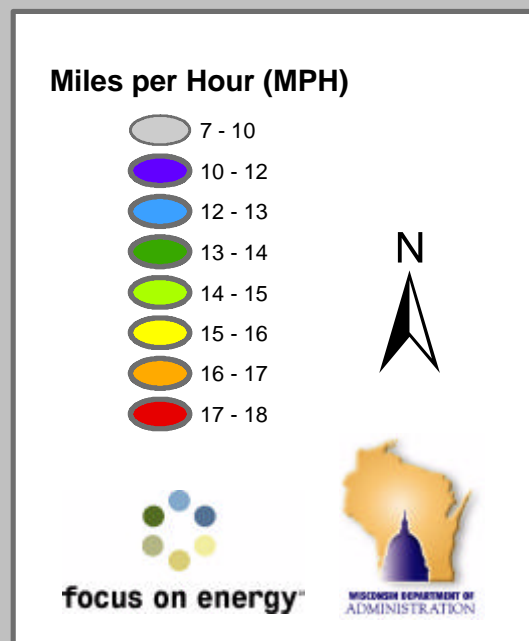 Miles per Hour (MPH)
7 - 10
10 - 12
12 - 13
13 - 14
14 - 15
15 - 16
16 - 17
17 - 18
N
focus on energy
WISCONSIN DEPARTMENT OF
ADMINISTRATION